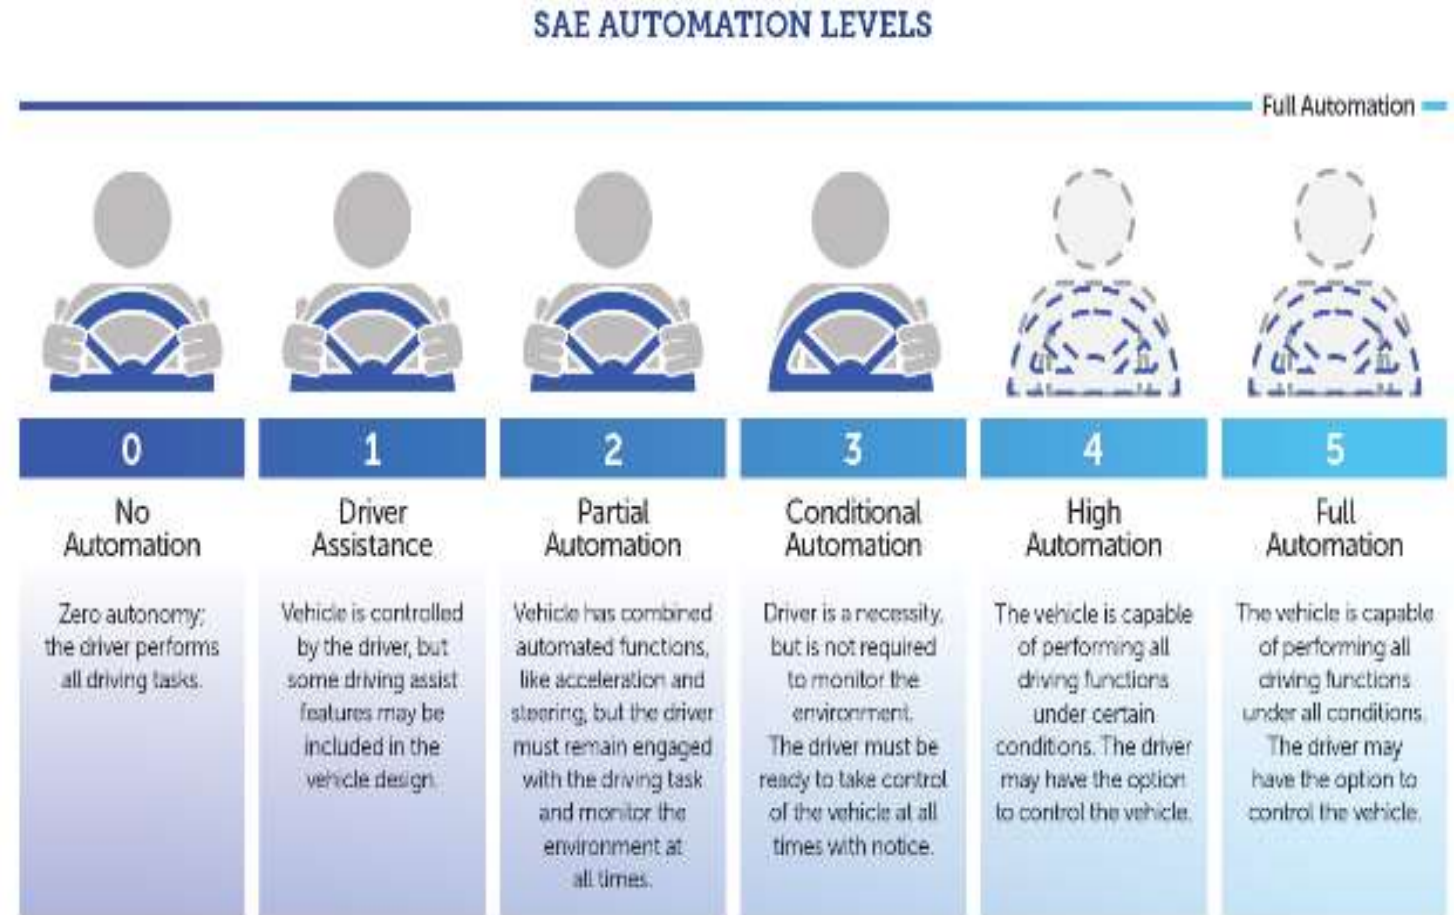 SAE AUTOMATION LEVELS
Full Automation
0
No
Automation
Zero autonomy;
the driver performs
all driving tasks.
1
Driver
Assistance
Vehicle is controlled
by the driver, but
some driving assist
features may be
included in the
vehicle design.
2
Partial
Automation
Vehicle has combined
automated functions,
like acceleration and
steering, but the driver
must remain engaged
with the driving task
and monitor the
environment at
all times.
3
Conditional
Automation
Driver is a necessity,
but is not required
to monitor the
environment.
The driver must be
ready to take control
of the vehicle at all
times with notice.
4
High
Automation
The vehicle is capable
of performing all
driving functions
under certain
conditions. The driver
may have the option
to control the vehicle.
5
Full
Automation
The vehicle is capable
of performing all
driving functions
under all conditions.
The driver may
have the option to
control the vehicle.